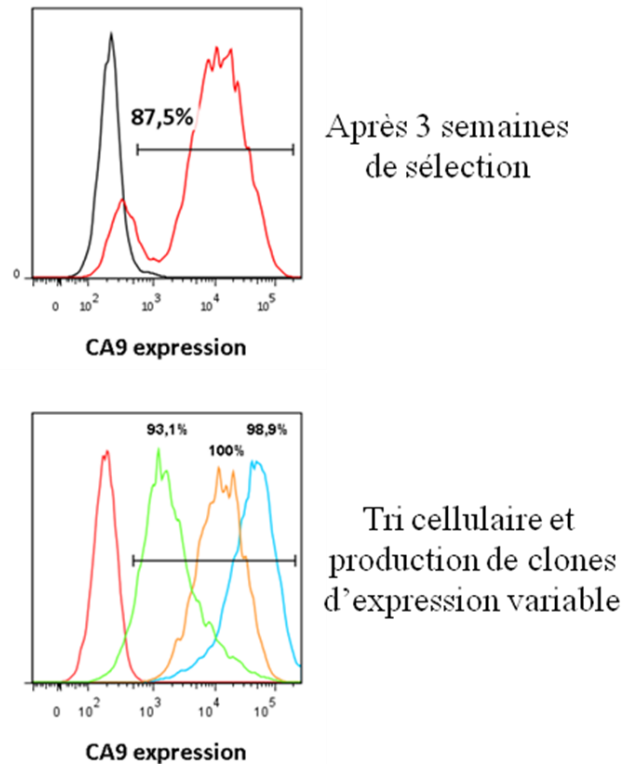 87,5%
Après 3 semaines
de sélection
0
0 10² 10³ 10⁴ 10⁵
CA9 expression
93,1% 98,9%
100%
Tri cellulaire et
production de clones
d’expression variable
0 10² 10³ 10⁴ 10⁵
CA9 expression